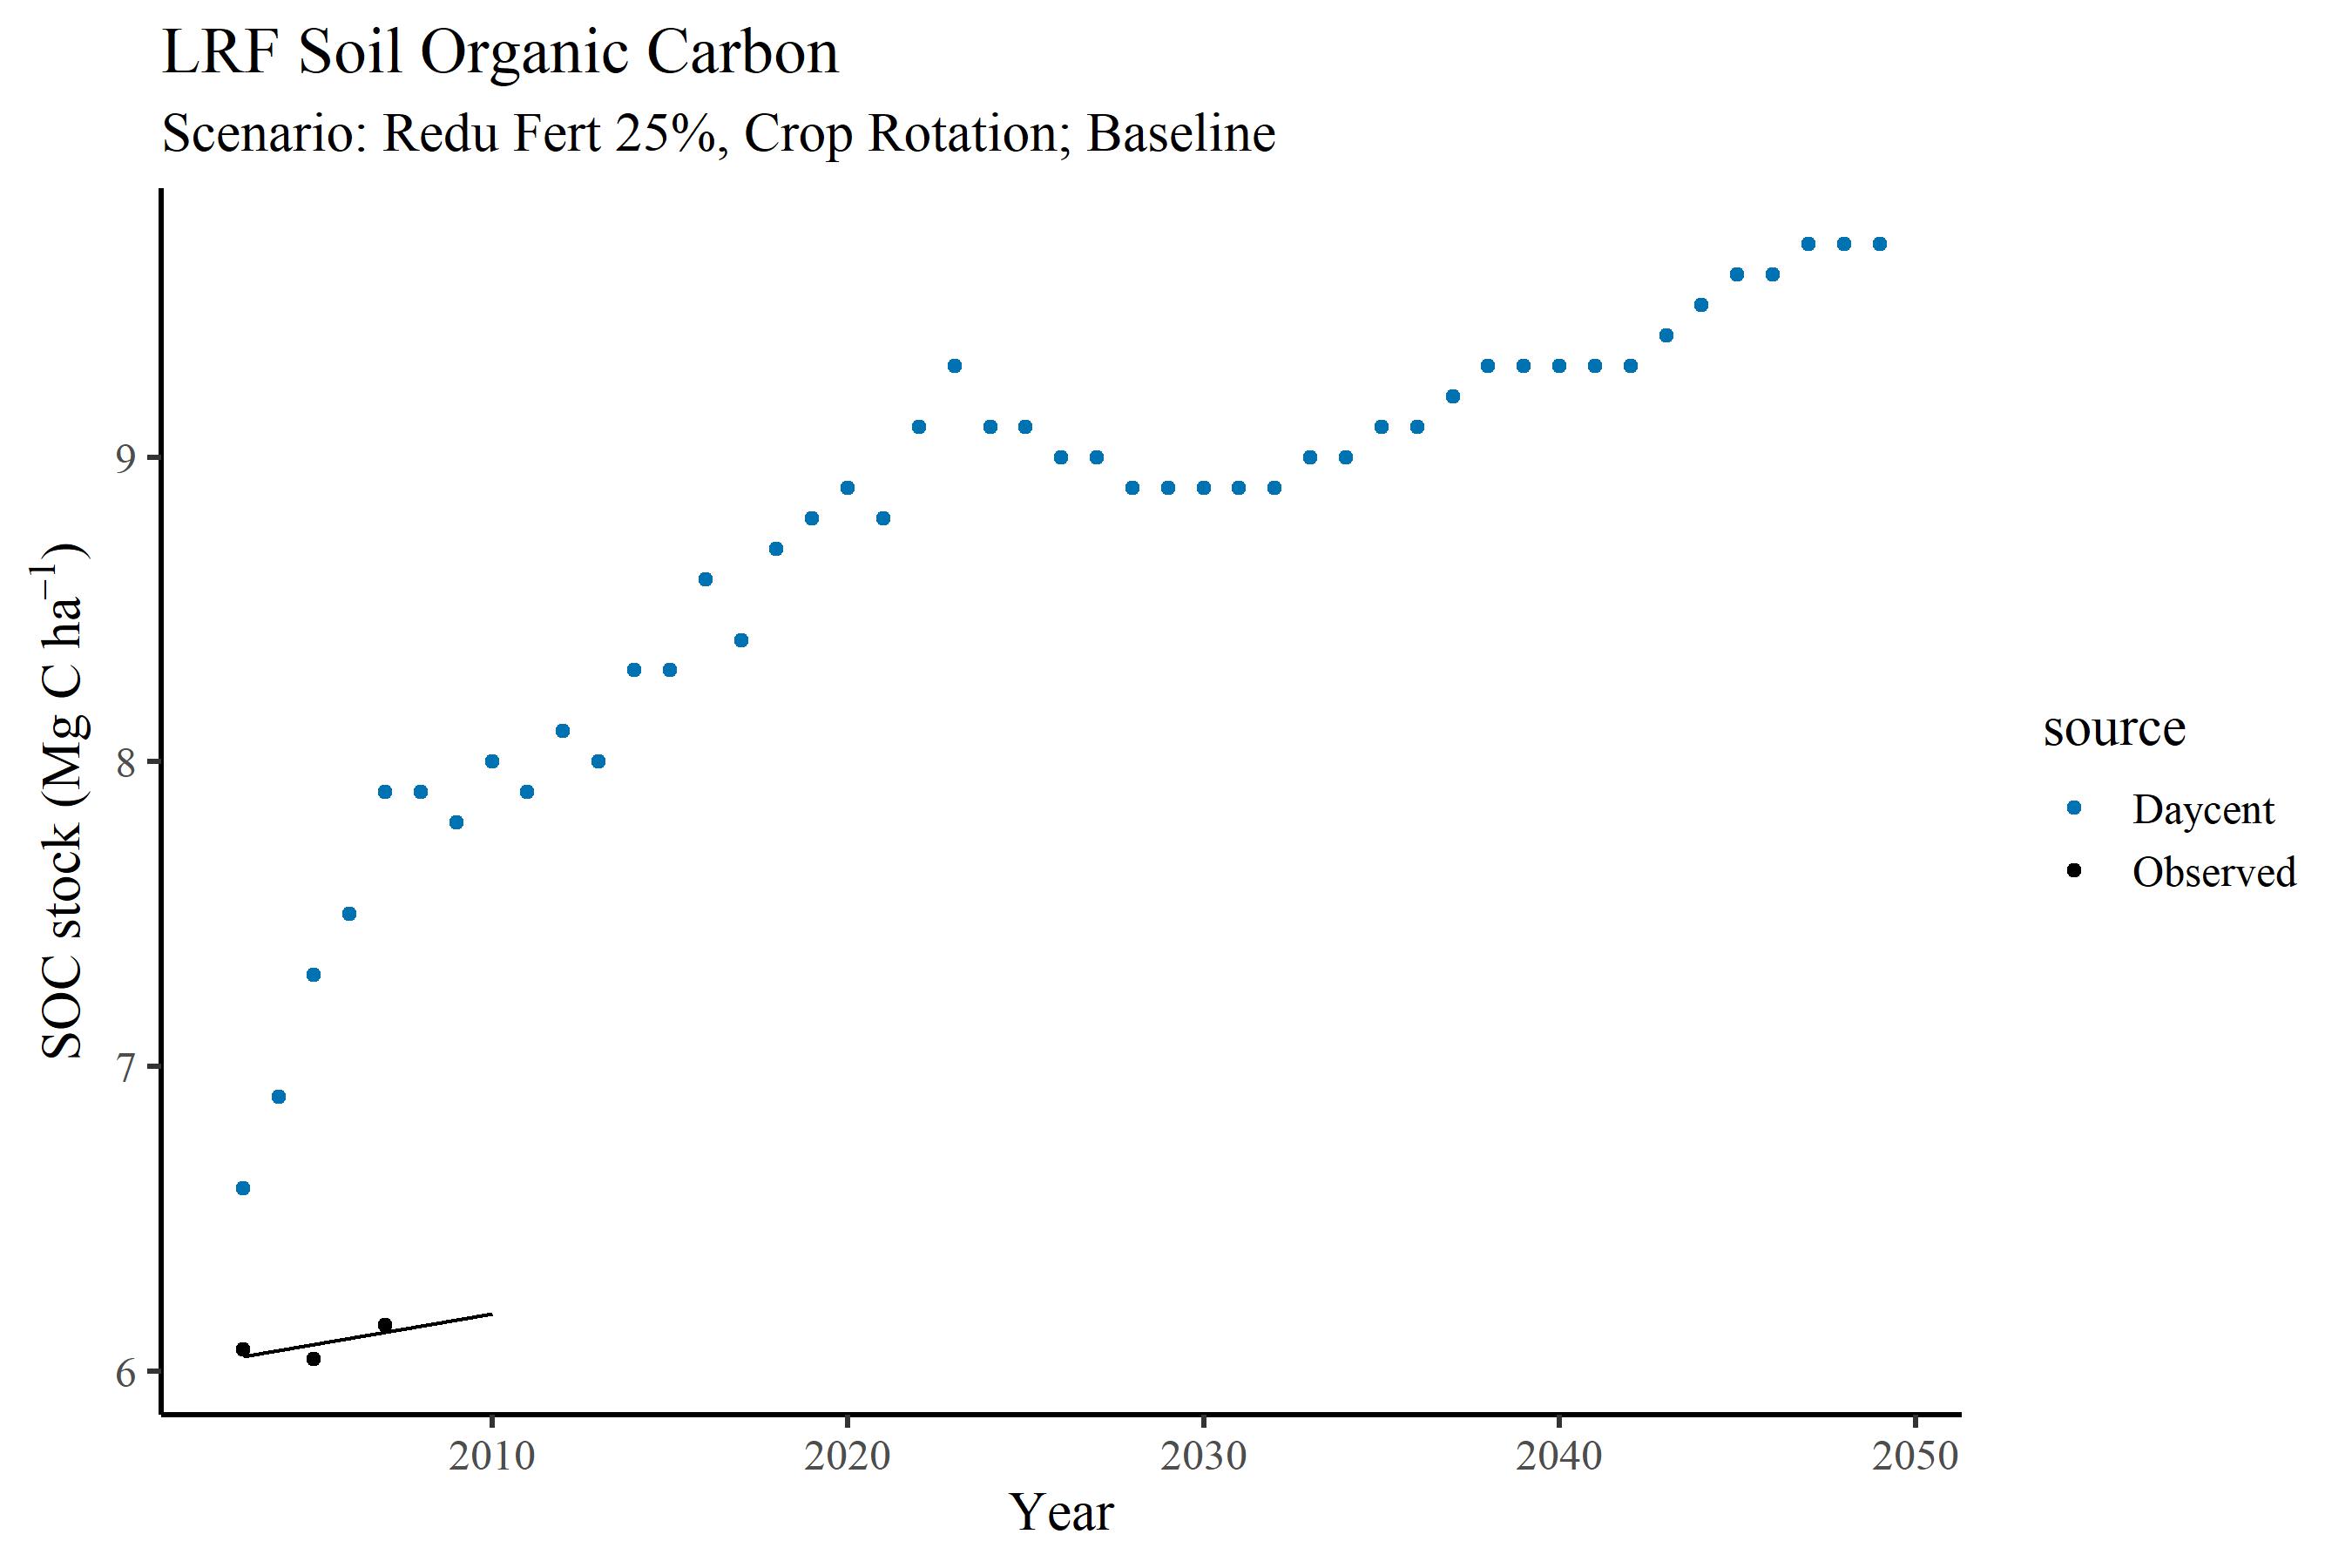 LRF Soil Organic Carbon
Scenario: Redu Fert 25%, Crop Rotation; Baseline
SOC stock (Mg C ha⁻¹)
9
8
7
6
2010 2020 2030 2040 2050
Year
source
Daycent
Observed